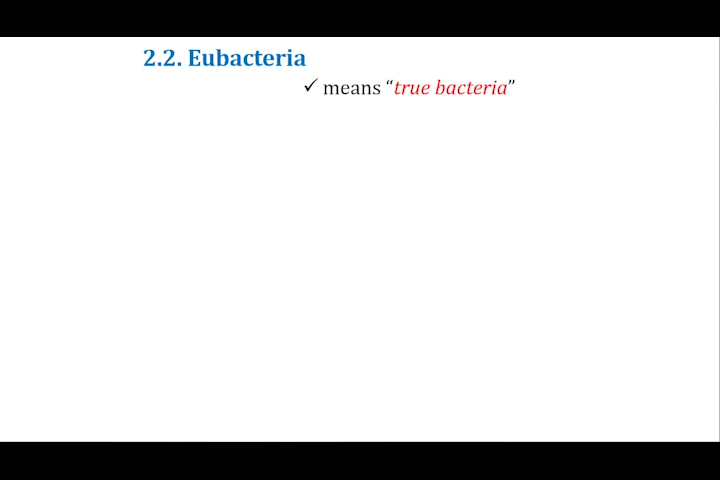 2.2. Eubacteria
✓ means “true bacteria”